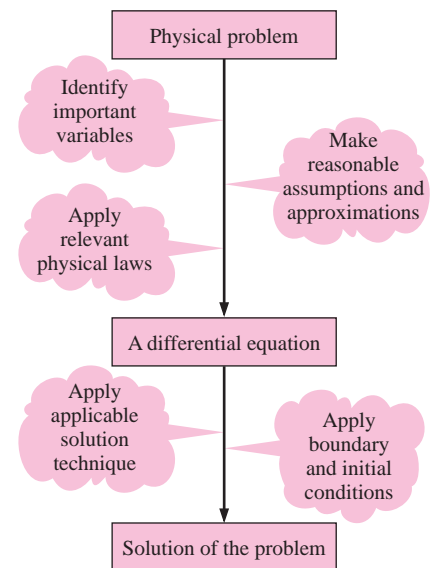 Physical problem
Identify
important
variables
Make
reasonable
assumptions and
approximations
Apply
relevant
physical laws
A differential equation
Apply
applicable
solution
technique
Apply
boundary
and initial
conditions
Solution of the problem